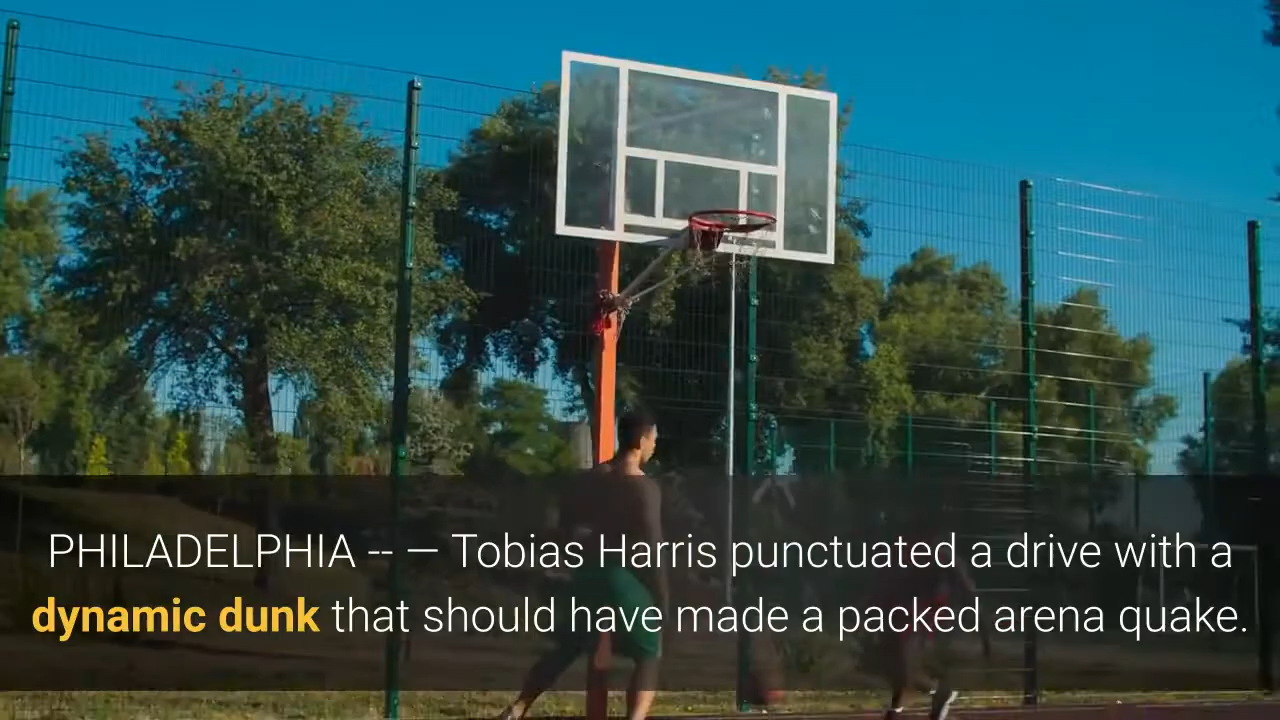 PHILADELPHIA -- — Tobias Harris punctuated a drive with a
dynamic dunk that should have made a packed arena quake.